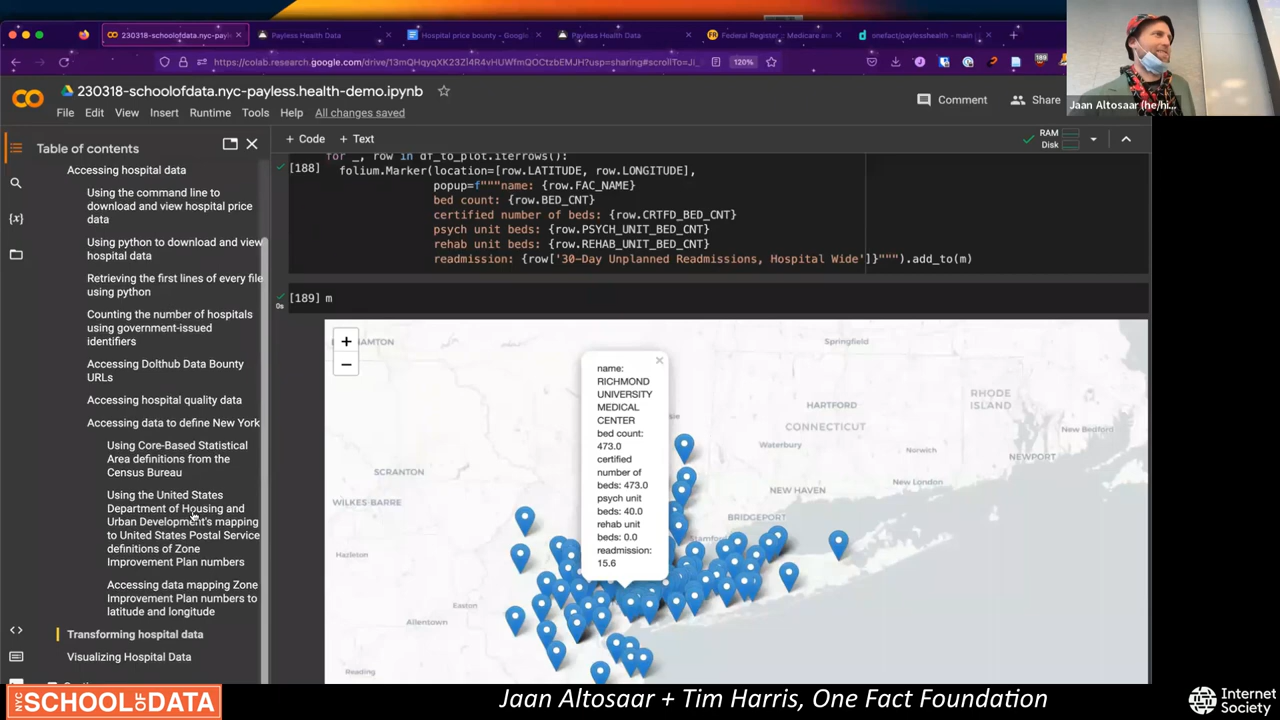 230318-schoolofdata.nyc-payl
Payless Health Data
Hospital price bounty - Google
Payless Health Data
Federal Register :: Medicare an
onefact/paylesshealth - main
https://colab.research.google.com/drive/13mQHqyqXK23Zl4R4vHUWfmQOCtzbEMJH?usp=sharing#scrollTo=Ji_
120%
189
Jaan Altosaar (he/hi...
230318-schoolofdata.nyc-payless.health-demo.ipynb
File Edit View Insert Runtime Tools Help All changes saved
Comment
Share
Table of contents
+ Code + Text
RAM
Disk
Accessing hospital data
Using the command line to
download and view hospital price
data
Using python to download and view
hospital data
Retrieving the first lines of every file
using python
Counting the number of hospitals
using government-issued
identifiers
Accessing Dolthub Data Bounty
URLs
Accessing hospital quality data
Accessing data to define New York
Using Core-Based Statistical
Area definitions from the
Census Bureau
Using the United States
Department of Housing and
Urban Development's mapping
to United States Postal Service
definitions of Zone
Improvement Plan numbers
Accessing data mapping Zone
Improvement Plan numbers to
latitude and longitude
Transforming hospital data
Visualizing Hospital Data
for _, row in df_to_plot.iterrows():
[188] folium.Marker(location=[row.LATITUDE, row.LONGITUDE],
popup=f"""name: {row.FAC_NAME}
bed count: {row.BED_CNT}
certified number of beds: {row.CRTFD_BED_CNT}
psych unit beds: {row.PSYCH_UNIT_BED_CNT}
rehab unit beds: {row.REHAB_UNIT_BED_CNT}
readmission: {row['30-Day Unplanned Readmissions, Hospital Wide']}""").add_to(m)
[189] m
0s
+
−
name:
RICHMOND
UNIVERSITY
MEDICAL
CENTER
bed count:
473.0
certified
number of
beds: 473.0
psych unit
beds: 40.0
rehab unit
beds: 0.0
readmission:
15.6
Springfield
RHODE
ISLAND
HARTFORD
CONNECTICUT
New Bedford
Waterbury
Norwich
NEWPORT
SCRANTON
New London
NEW HAVEN
WILKES-BARRE
BRIDGEPORT
Stamford
Hazleton
Easton
Allentown
Reading
NYC SCHOOL OF DATA
Jaan Altosaar + Tim Harris, One Fact Foundation
Internet
Society